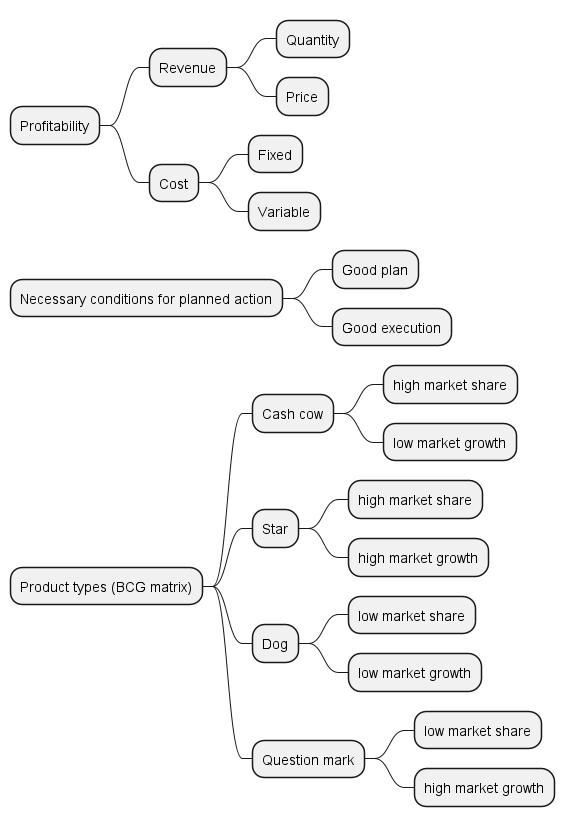 Profitability
Revenue
Quantity
Price
Cost
Fixed
Variable
Necessary conditions for planned action
Good plan
Good execution
Product types (BCG matrix)
Cash cow
high market share
low market growth
Star
high market share
high market growth
Dog
low market share
low market growth
Question mark
low market share
high market growth